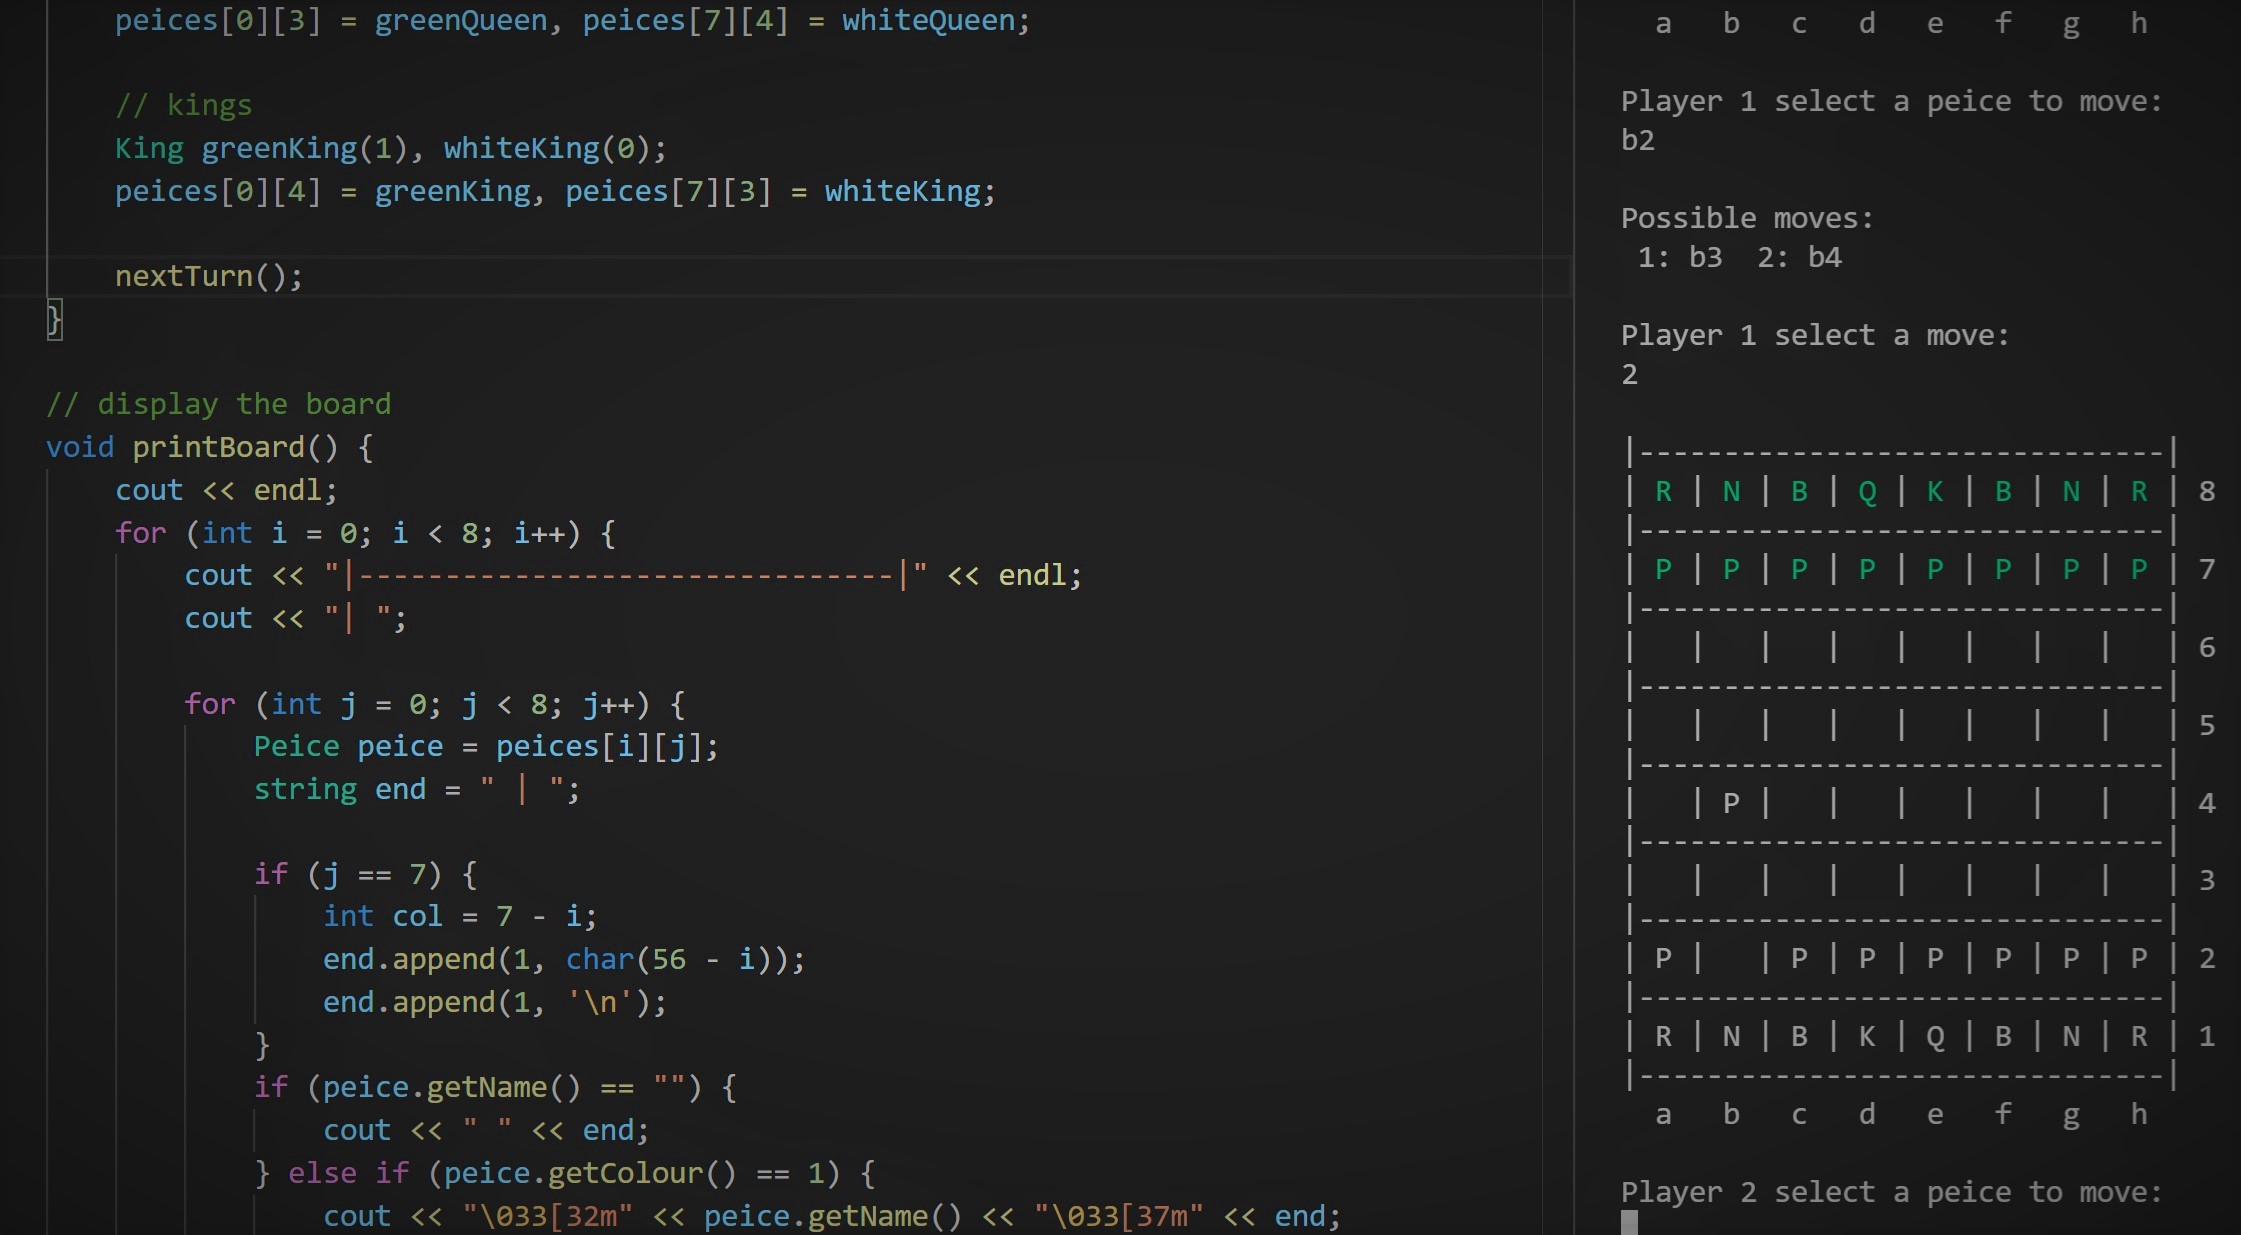 peices[0][3] = greenQueen, peices[7][4] = whiteQueen;
// kings
King greenKing(1), whiteKing(0);
peices[0][4] = greenKing, peices[7][3] = whiteKing;
nextTurn();
}
// display the board
void printBoard() {
cout << endl;
for (int i = 0; i < 8; i++) {
cout << "|-------------------------------|" << endl;
cout << "| ";
for (int j = 0; j < 8; j++) {
Peice peice = peices[i][j];
string end = " | ";
if (j == 7) {
int col = 7 - i;
end.append(1, char(56 - i));
end.append(1, '\n');
}
if (peice.getName() == "") {
cout << " " << end;
} else if (peice.getColour() == 1) {
cout << "\033[32m" << peice.getName() << "\033[37m" << end;
a b c d e f g h
Player 1 select a peice to move:
b2
Possible moves:
1: b3 2: b4
Player 1 select a move:
2
|-------------------------------|
| R | N | B | Q | K | B | N | R | 8
|-------------------------------|
| P | P | P | P | P | P | P | P | 7
|-------------------------------|
|   |   |   |   |   |   |   |   | 6
|-------------------------------|
|   |   |   |   |   |   |   |   | 5
|-------------------------------|
|   | P |   |   |   |   |   |   | 4
|-------------------------------|
|   |   |   |   |   |   |   |   | 3
|-------------------------------|
| P |   | P | P | P | P | P | P | 2
|-------------------------------|
| R | N | B | K | Q | B | N | R | 1
|-------------------------------|
a b c d e f g h
Player 2 select a peice to move: